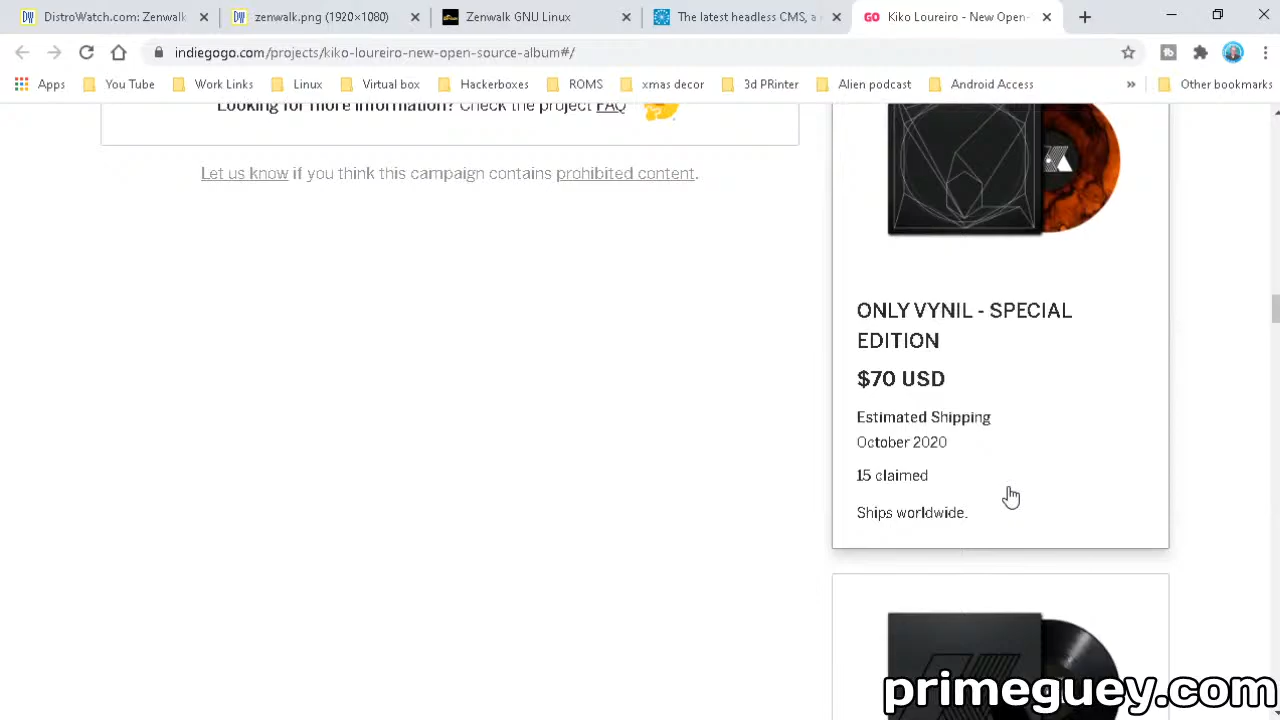 DistroWatch.com: Zenw
zenwalk.png (1920×1080)
Zenwalk GNU Linux
The latest headless CMS, a c
Kiko Loureiro - New Open-
indiegogo.com/projects/kiko-loureiro-new-open-source-album#/
Apps
You Tube
Work Links
Linux
Virtual box
Hackerboxes
ROMS
xmas decor
3d PRinter
Alien podcast
Android Access
»
Other bookmarks
Looking for more information? Check the project FAQ
Let us know if you think this campaign contains prohibited content.
ONLY VYNIL - SPECIAL
EDITION
$70 USD
Estimated Shipping
October 2020
15 claimed
Ships worldwide.
primeguey.com